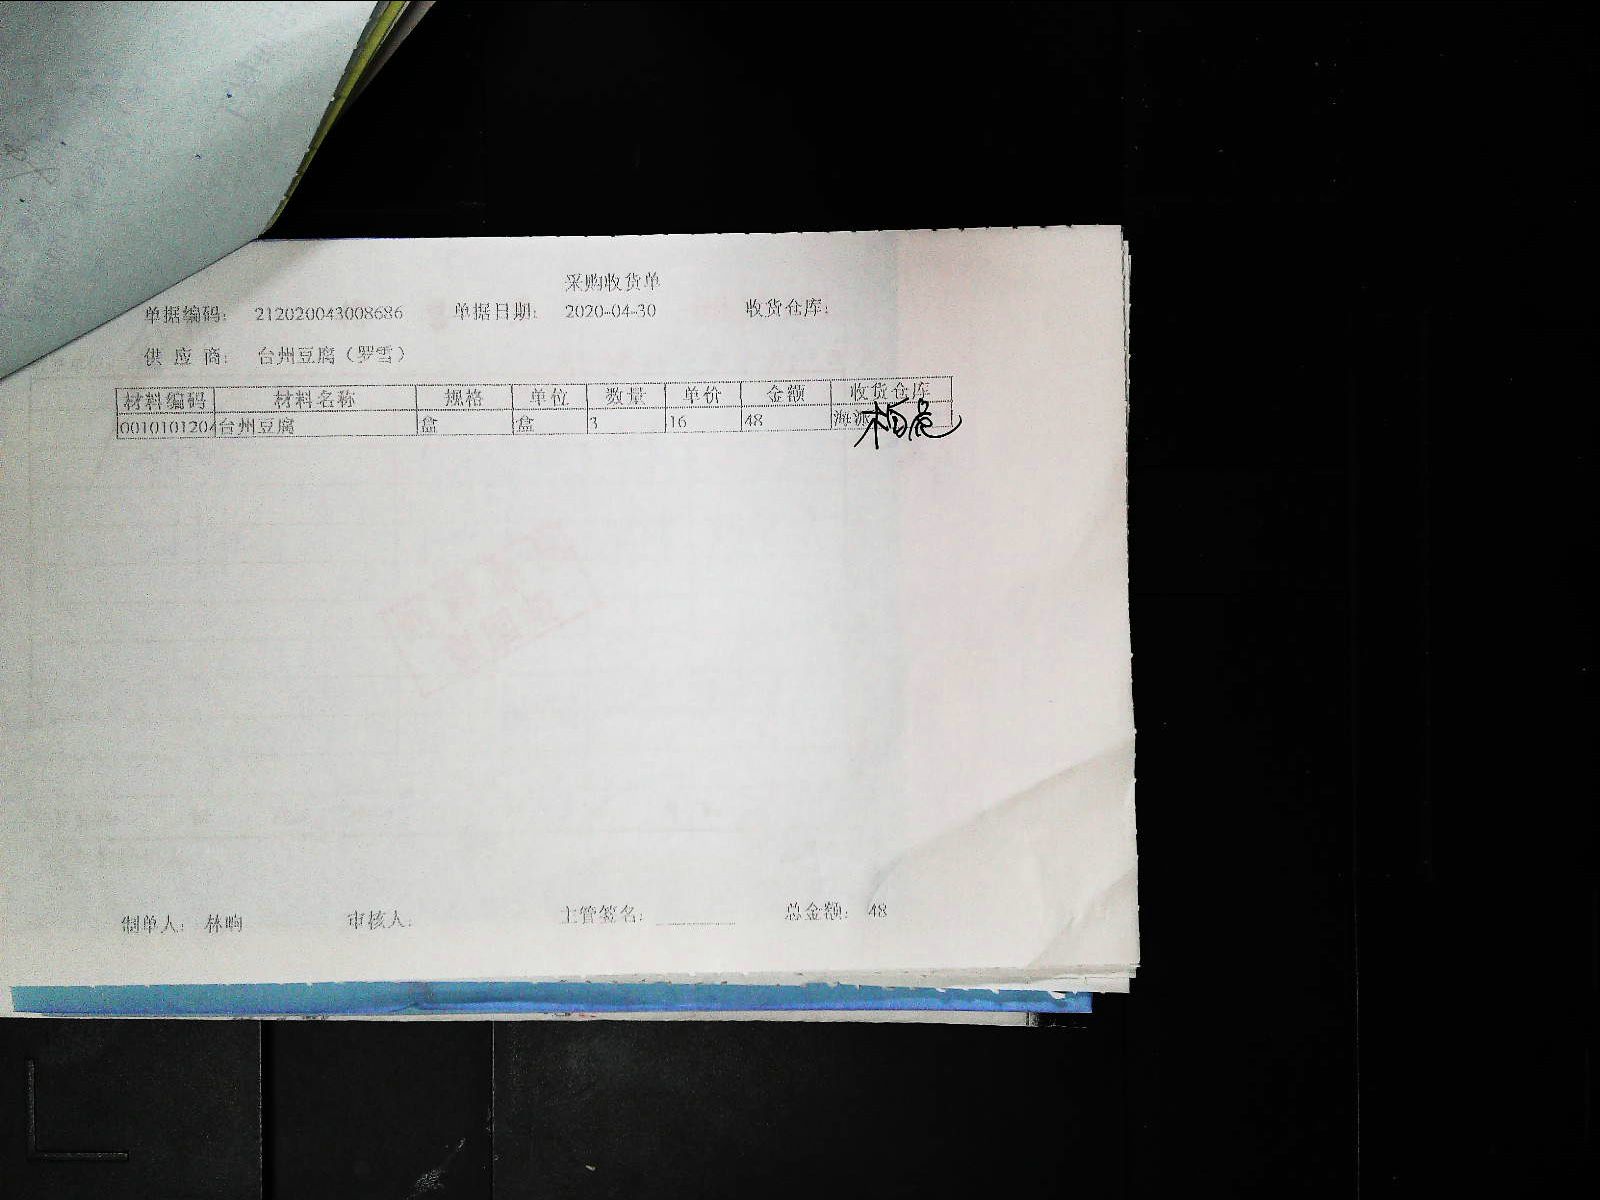 采购收货单
单据编码： 212020043008686 单据日期： 2020-04-30 收货仓库：
供应商： 台州豆腐（罗雪）
材料编码 材料名称 规格 单位 数量 单价 金额 收货仓库
0010101204 台州豆腐 盒 盒 3 16 48 海派
制单人： 林晌 审核人： 主管签名： 总金额： 48